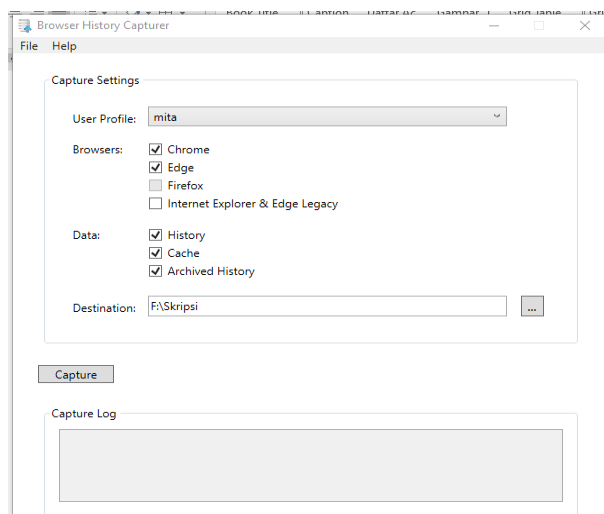 Browser History Capturer
File Help
Capture Settings
User Profile: mita
Browsers: Chrome
Edge
Firefox
Internet Explorer & Edge Legacy
Data: History
Cache
Archived History
Destination: F:\Skripsi ...
Capture
Capture Log